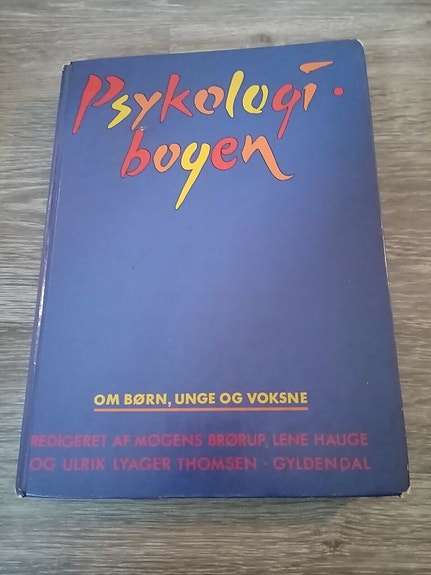 Psykologi·
bogen
OM BØRN, UNGE OG VOKSNE
REDIGERET AF MOGENS BRØRUP, LENE HAUGE
OG ULRIK LYAGER THOMSEN · GYLDENDAL